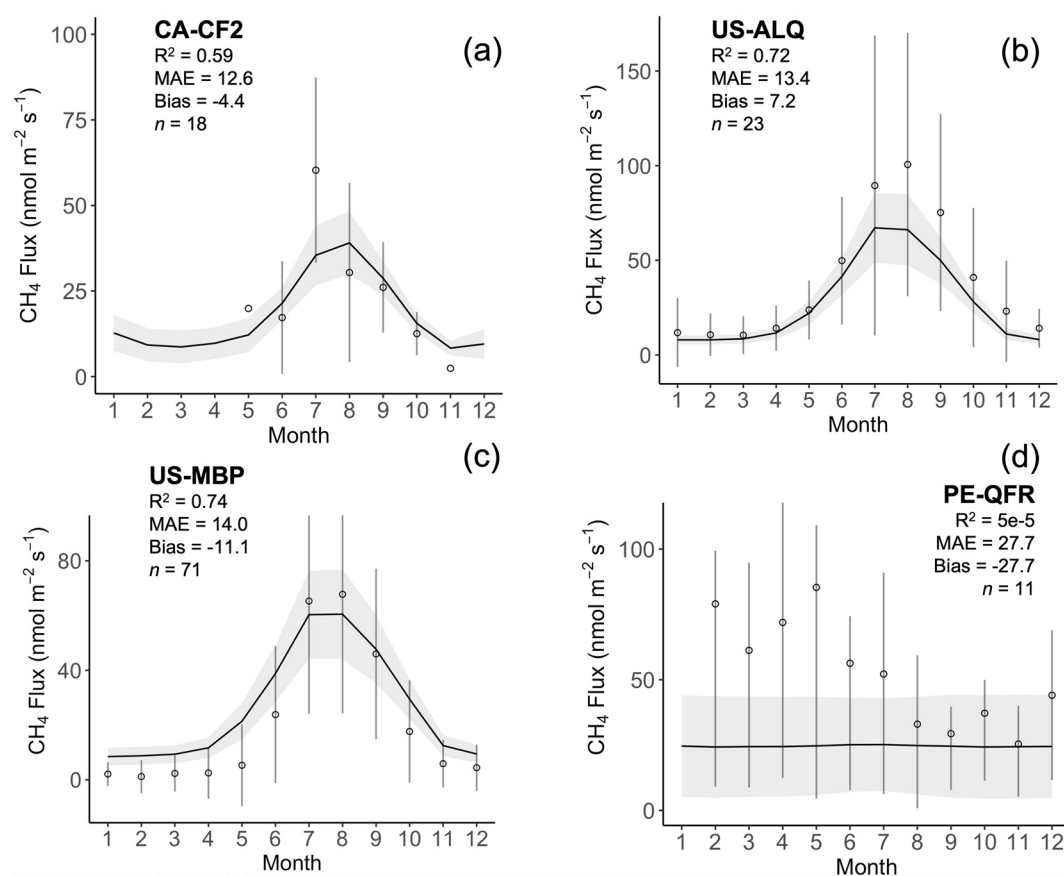 CA-CF2
R² = 0.59
MAE = 12.6
Bias = -4.4
n = 18
(a)
100
75
50
25
0
CH₄ Flux (nmol m⁻² s⁻¹)
1 2 3 4 5 6 7 8 9 10 11 12
Month
US-ALQ
R² = 0.72
MAE = 13.4
Bias = 7.2
n = 23
(b)
150
100
50
0
CH₄ Flux (nmol m⁻² s⁻¹)
1 2 3 4 5 6 7 8 9 10 11 12
Month
US-MBP
R² = 0.74
MAE = 14.0
Bias = -11.1
n = 71
(c)
80
40
0
CH₄ Flux (nmol m⁻² s⁻¹)
1 2 3 4 5 6 7 8 9 10 11 12
Month
(d)
PE-QFR
R² = 5e-5
MAE = 27.7
Bias = -27.7
n = 11
100
50
0
CH₄ Flux (nmol m⁻² s⁻¹)
1 2 3 4 5 6 7 8 9 10 11 12
Month